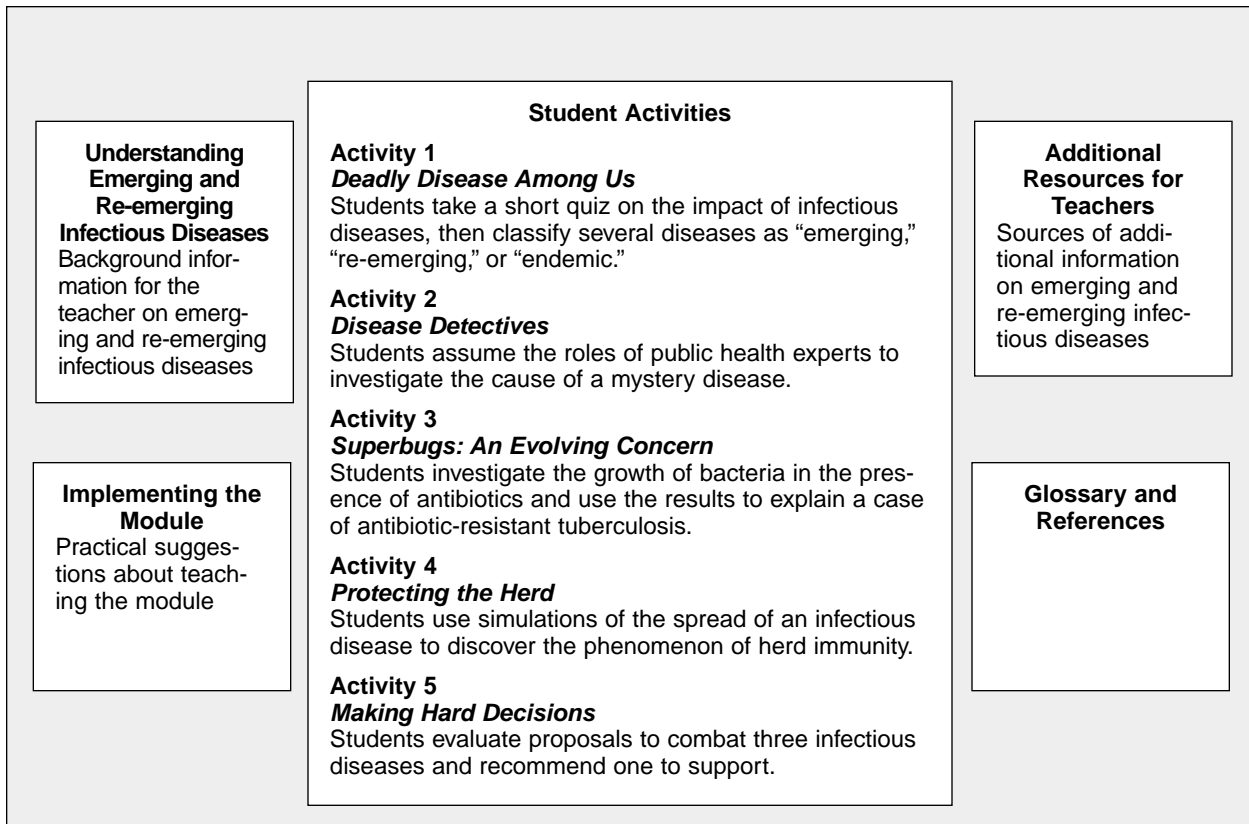 Understanding
Emerging and
Re-emerging
Infectious Diseases
Background infor-
mation for the
teacher on emerg-
ing and re-emerging
infectious diseases
Implementing the
Module
Practical sugges-
tions about teach-
ing the module
Student Activities
Activity 1
Deadly Disease Among Us
Students take a short quiz on the impact of infectious
diseases, then classify several diseases as “emerging,”
“re-emerging,” or “endemic.”
Activity 2
Disease Detectives
Students assume the roles of public health experts to
investigate the cause of a mystery disease.
Activity 3
Superbugs: An Evolving Concern
Students investigate the growth of bacteria in the pres-
ence of antibiotics and use the results to explain a case
of antibiotic-resistant tuberculosis.
Activity 4
Protecting the Herd
Students use simulations of the spread of an infectious
disease to discover the phenomenon of herd immunity.
Activity 5
Making Hard Decisions
Students evaluate proposals to combat three infectious
diseases and recommend one to support.
Additional
Resources for
Teachers
Sources of addi-
tional information
on emerging and
re-emerging infec-
tious diseases
Glossary and
References